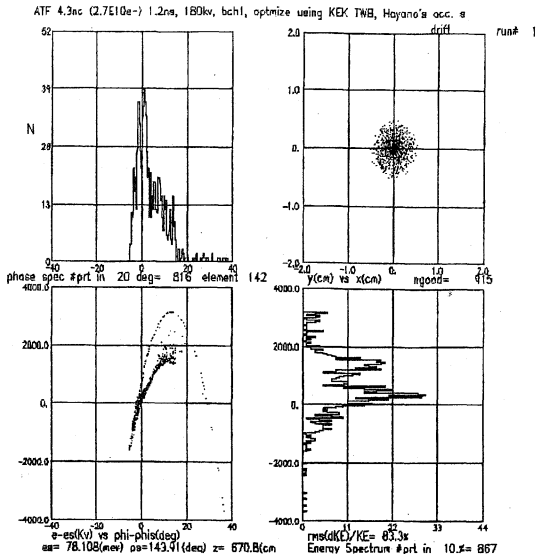 ATF 4.3nc (2.7E10e-) 1.2ns, 180kv, bch1, optmize using KEK TWB, Hayano's acc. s
drift run# 1
52 2.0
39 1.0
N
26 0.
13 -1.0
0 -2.0
-40 -20 0 20 40 -2.0 -1.0 0. 1.0 2.0
phase spec #prt in 20 deg= 816 element 142 y(cm) vs x(cm) ngood= 915
4000.0 4000.0
2000.0 2000.0
0. 0.
-2000.0 -2000.0
-4000.0 -4000.0
-40 -20 0 20 40 0 11 22 33 44
e-es(Kv) vs phi-phis(deg) rms(dKE)/KE= 83.3%
es= 78.108(mev) ps=143.91(deg) z= 670.8(cm) Energy Spectrum #prt in 10.%= 867